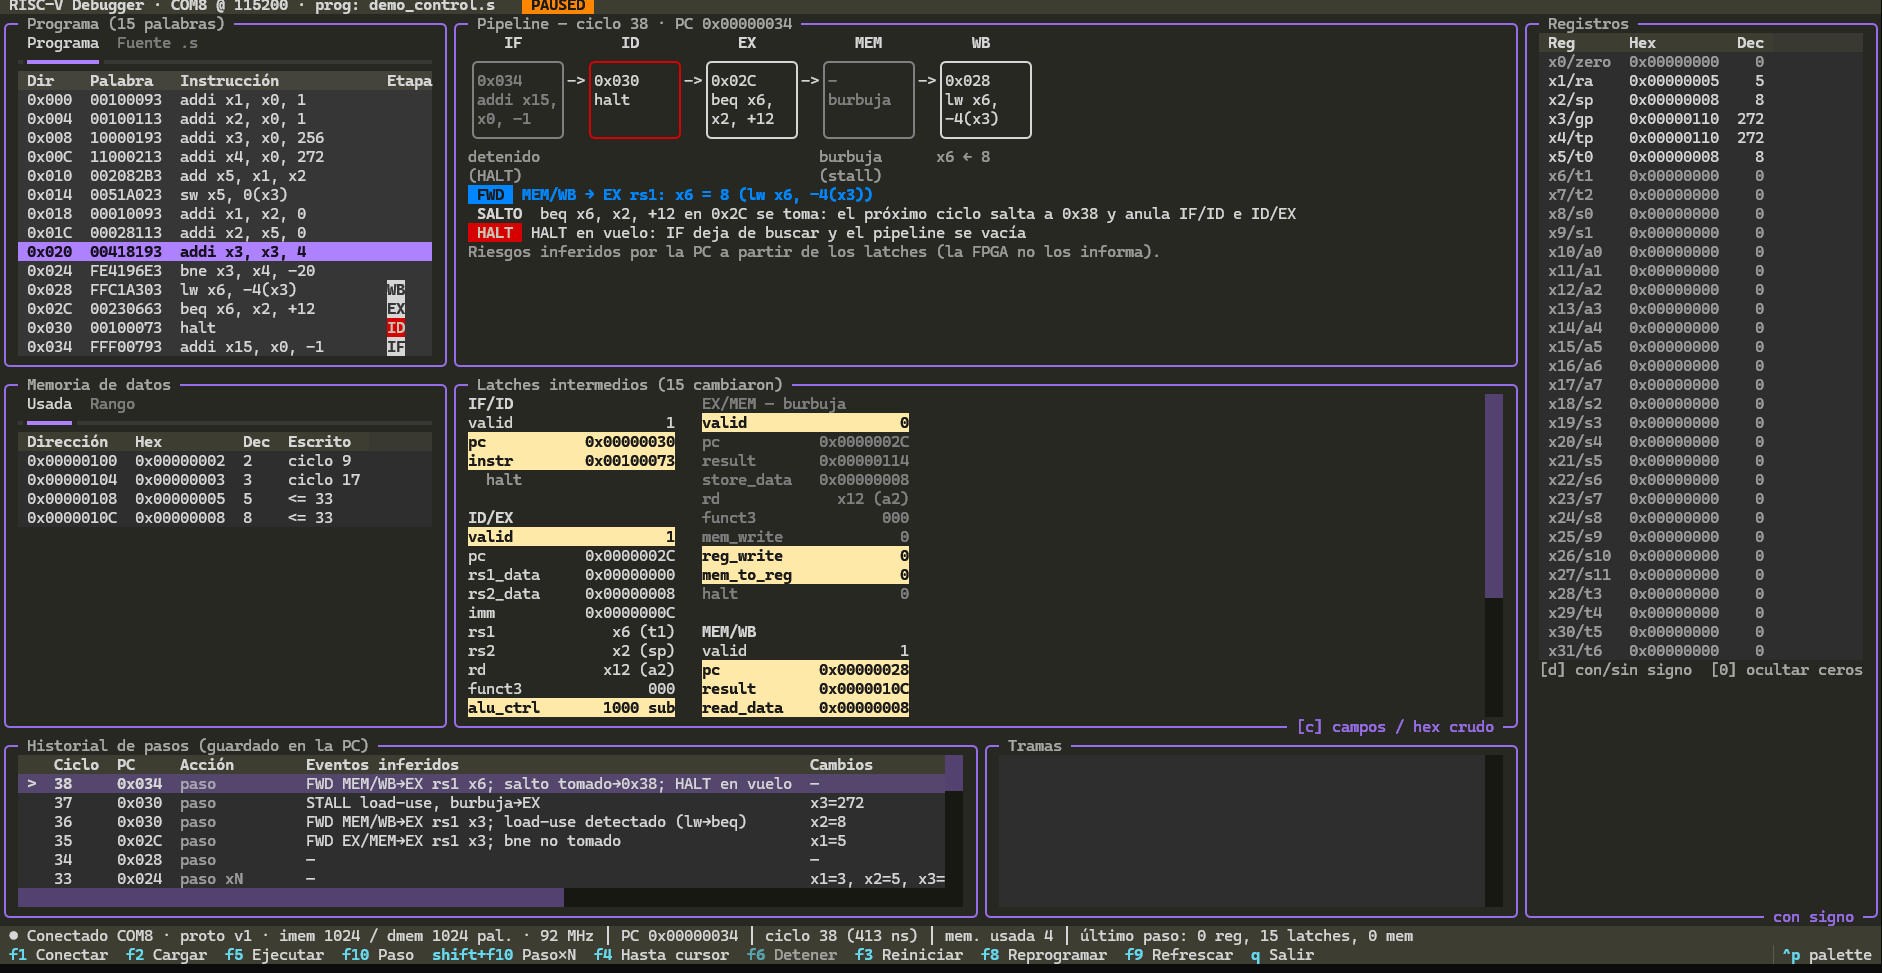 RISC-V Debugger · COM8 @ 115200 · prog: demo_control.s PAUSED
Programa (15 palabras)
Programa Fuente .s
Dir Palabra Instrucción Etapa
0x000 00100093 addi x1, x0, 1
0x004 00100113 addi x2, x0, 1
0x008 10000193 addi x3, x0, 256
0x00C 11000213 addi x4, x0, 272
0x010 002082B3 add x5, x1, x2
0x014 0051A023 sw x5, 0(x3)
0x018 00010093 addi x1, x2, 0
0x01C 00028113 addi x2, x5, 0
0x020 00418193 addi x3, x3, 4
0x024 FE4196E3 bne x3, x4, -20
0x028 FFC1A303 lw x6, -4(x3) WB
0x02C 00230663 beq x6, x2, +12 EX
0x030 00100073 halt ID
0x034 FFF00793 addi x15, x0, -1 IF
Pipeline — ciclo 38 · PC 0x00000034
IF ID EX MEM WB
0x034 -> 0x030 -> 0x02C -> — -> 0x028
addi x15, halt beq x6, burbuja lw x6,
x0, -1 x2, +12 -4(x3)
detenido burbuja x6 ← 8
(HALT) (stall)
FWD MEM/WB → EX rs1: x6 = 8 (lw x6, -4(x3))
SALTO beq x6, x2, +12 en 0x2C se toma: el próximo ciclo salta a 0x38 y anula IF/ID e ID/EX
HALT HALT en vuelo: IF deja de buscar y el pipeline se vacía
Riesgos inferidos por la PC a partir de los latches (la FPGA no los informa).
Registros
Reg Hex Dec
x0/zero 0x00000000 0
x1/ra 0x00000005 5
x2/sp 0x00000008 8
x3/gp 0x00000110 272
x4/tp 0x00000110 272
x5/t0 0x00000008 8
x6/t1 0x00000000 0
x7/t2 0x00000000 0
x8/s0 0x00000000 0
x9/s1 0x00000000 0
x10/a0 0x00000000 0
x11/a1 0x00000000 0
x12/a2 0x00000000 0
x13/a3 0x00000000 0
x14/a4 0x00000000 0
x15/a5 0x00000000 0
x16/a6 0x00000000 0
x17/a7 0x00000000 0
x18/s2 0x00000000 0
x19/s3 0x00000000 0
x20/s4 0x00000000 0
x21/s5 0x00000000 0
x22/s6 0x00000000 0
x23/s7 0x00000000 0
x24/s8 0x00000000 0
x25/s9 0x00000000 0
x26/s10 0x00000000 0
x27/s11 0x00000000 0
x28/t3 0x00000000 0
x29/t4 0x00000000 0
x30/t5 0x00000000 0
x31/t6 0x00000000 0
[d] con/sin signo [0] ocultar ceros
con signo
Memoria de datos
Usada Rango
Dirección Hex Dec Escrito
0x00000100 0x00000002 2 ciclo 9
0x00000104 0x00000003 3 ciclo 17
0x00000108 0x00000005 5 <= 33
0x0000010C 0x00000008 8 <= 33
Latches intermedios (15 cambiaron)
IF/ID
valid 1
pc 0x00000030
instr 0x00100073
halt
ID/EX
valid 1
pc 0x0000002C
rs1_data 0x00000000
rs2_data 0x00000008
imm 0x0000000C
rs1 x6 (t1)
rs2 x2 (sp)
rd x12 (a2)
funct3 000
alu_ctrl 1000 sub
EX/MEM — burbuja
valid 0
pc 0x0000002C
result 0x00000114
store_data 0x00000008
rd x12 (a2)
funct3 000
mem_write 0
reg_write 0
mem_to_reg 0
halt 0
MEM/WB
valid 1
pc 0x00000028
result 0x0000010C
read_data 0x00000008
[c] campos / hex crudo
Historial de pasos (guardado en la PC)
Ciclo PC Acción Eventos inferidos Cambios
> 38 0x034 paso FWD MEM/WB→EX rs1 x6; salto tomado→0x38; HALT en vuelo —
37 0x030 paso STALL load-use, burbuja→EX x3=272
36 0x030 paso FWD MEM/WB→EX rs1 x3; load-use detectado (lw→beq) x2=8
35 0x02C paso FWD EX/MEM→EX rs1 x3; bne no tomado x1=5
34 0x028 paso — —
33 0x024 paso xN — x1=3, x2=5, x3=
Tramas
● Conectado COM8 · proto v1 · imem 1024 / dmem 1024 pal. · 92 MHz │ PC 0x00000034 │ ciclo 38 (413 ns) │ mem. usada 4 │ último paso: 0 reg, 15 latches, 0 mem
f1 Conectar f2 Cargar f5 Ejecutar f10 Paso shift+f10 Paso×N f4 Hasta cursor f6 Detener f3 Reiniciar f8 Reprogramar f9 Refrescar q Salir ^p palette